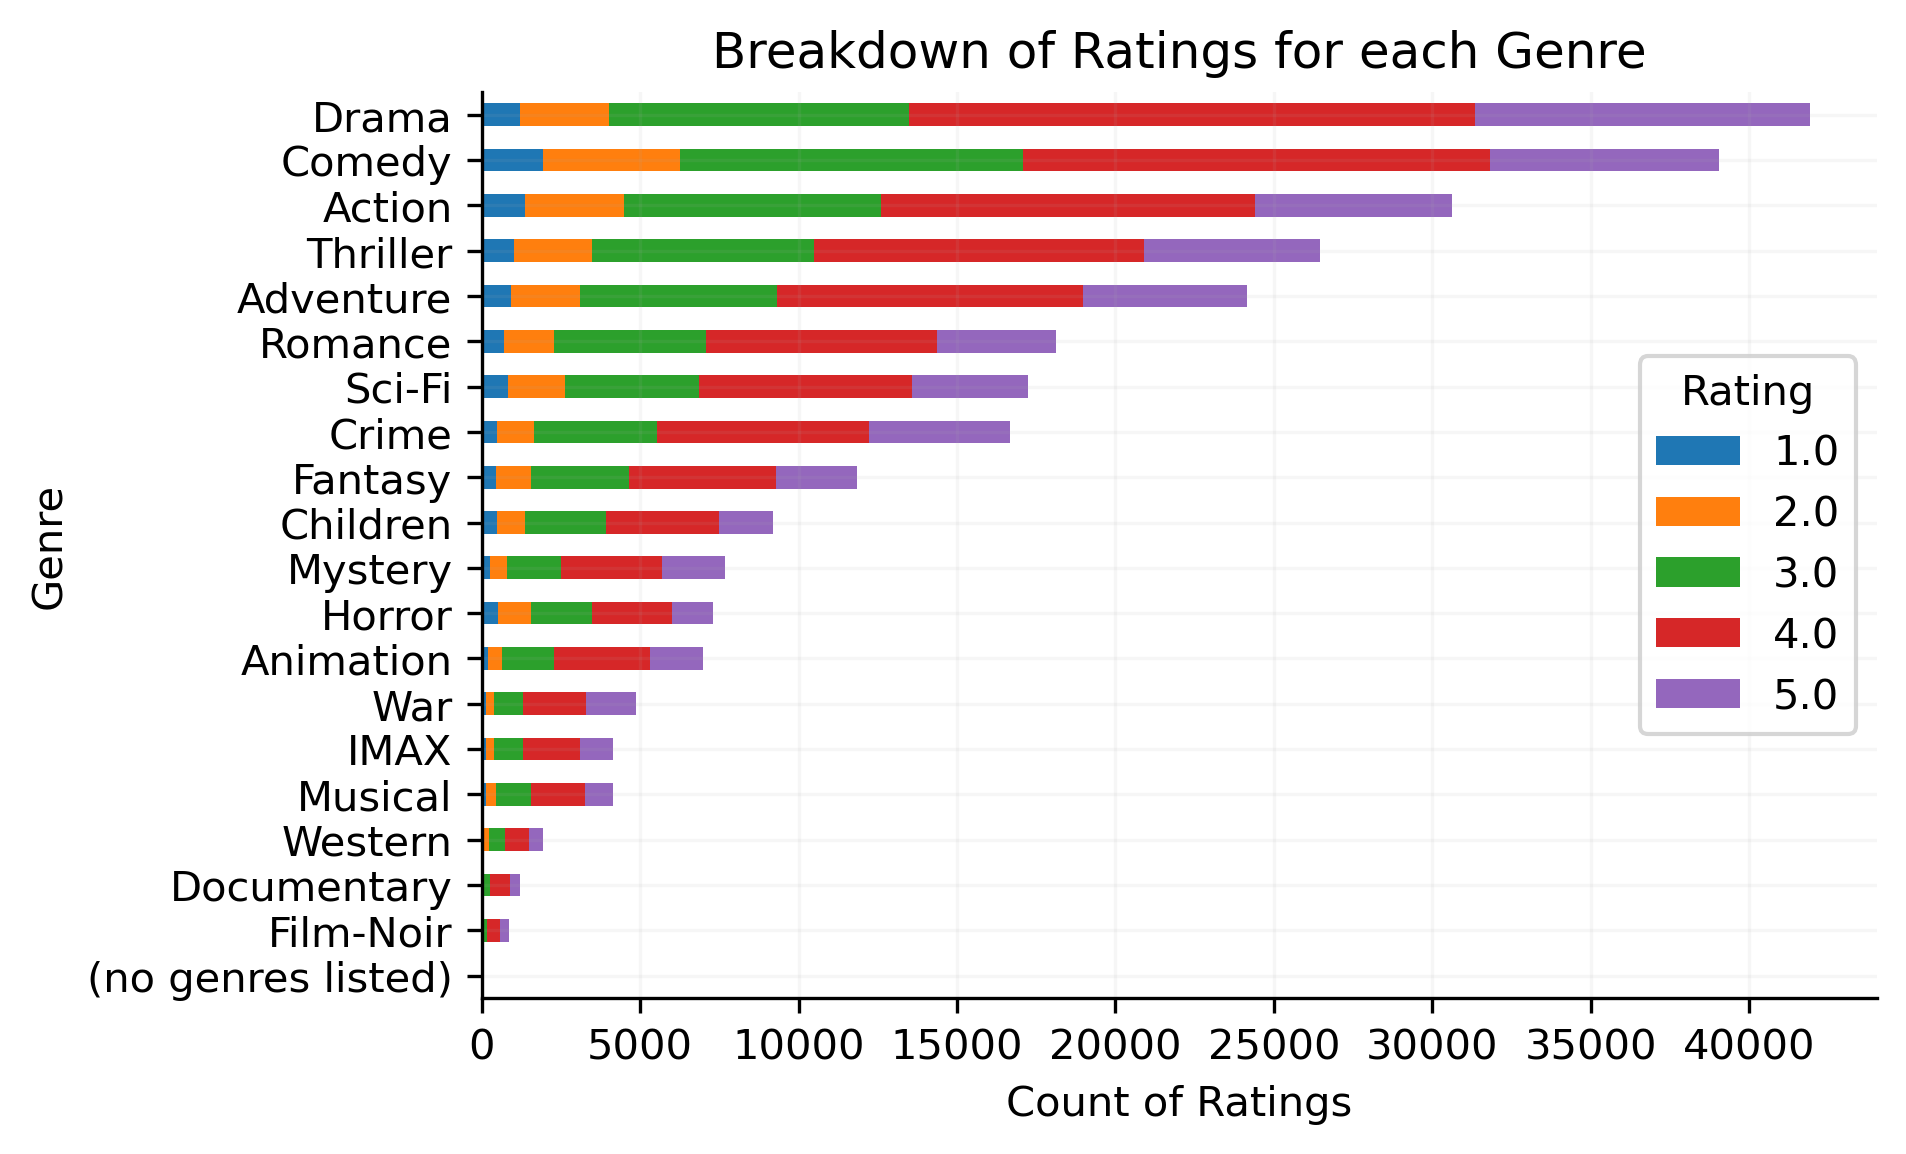 Breakdown of Ratings for each Genre
Drama
Comedy
Action
Thriller
Adventure
Romance
Sci-Fi
Crime
Fantasy
Children
Mystery
Horror
Animation
War
IMAX
Musical
Western
Documentary
Film-Noir
(no genres listed)
Genre
Rating
1.0
2.0
3.0
4.0
5.0
0 5000 10000 15000 20000 25000 30000 35000 40000
Count of Ratings